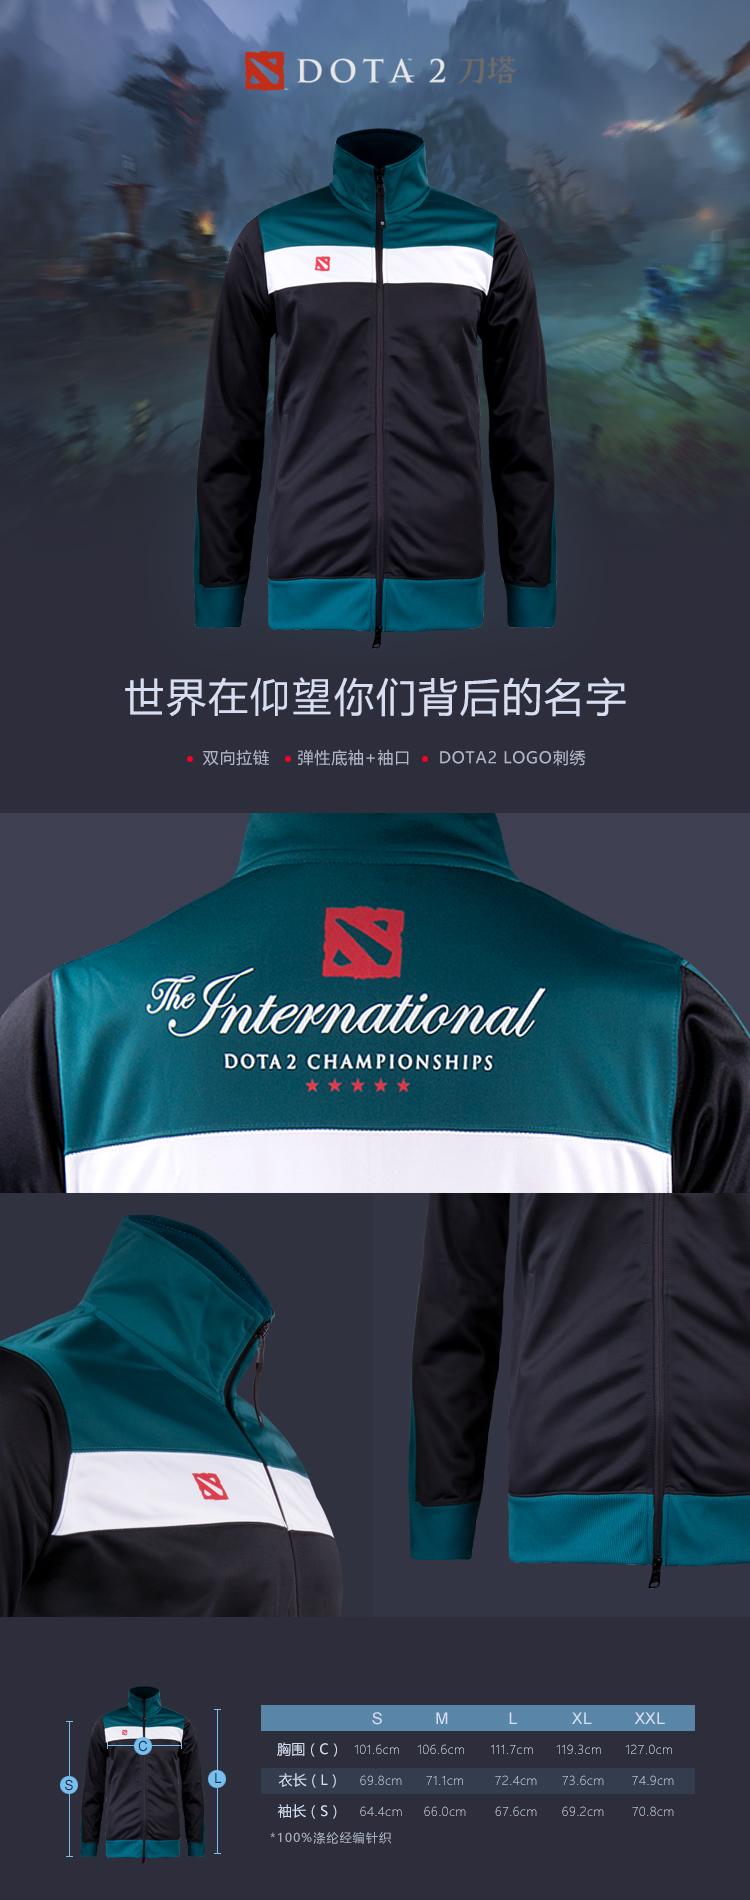 DOTA 2 刀塔
世界在仰望你们背后的名字
双向拉链 弹性底袖+袖口 DOTA2 LOGO刺绣
The International
DOTA 2 CHAMPIONSHIPS
S M L XL XXL
胸围 ( C ) 101.6cm 106.6cm 111.7cm 119.3cm 127.0cm
衣长 ( L ) 69.8cm 71.1cm 72.4cm 73.6cm 74.9cm
袖长 ( S ) 64.4cm 66.0cm 67.6cm 69.2cm 70.8cm
*100%涤纶经编针织
C
S
L